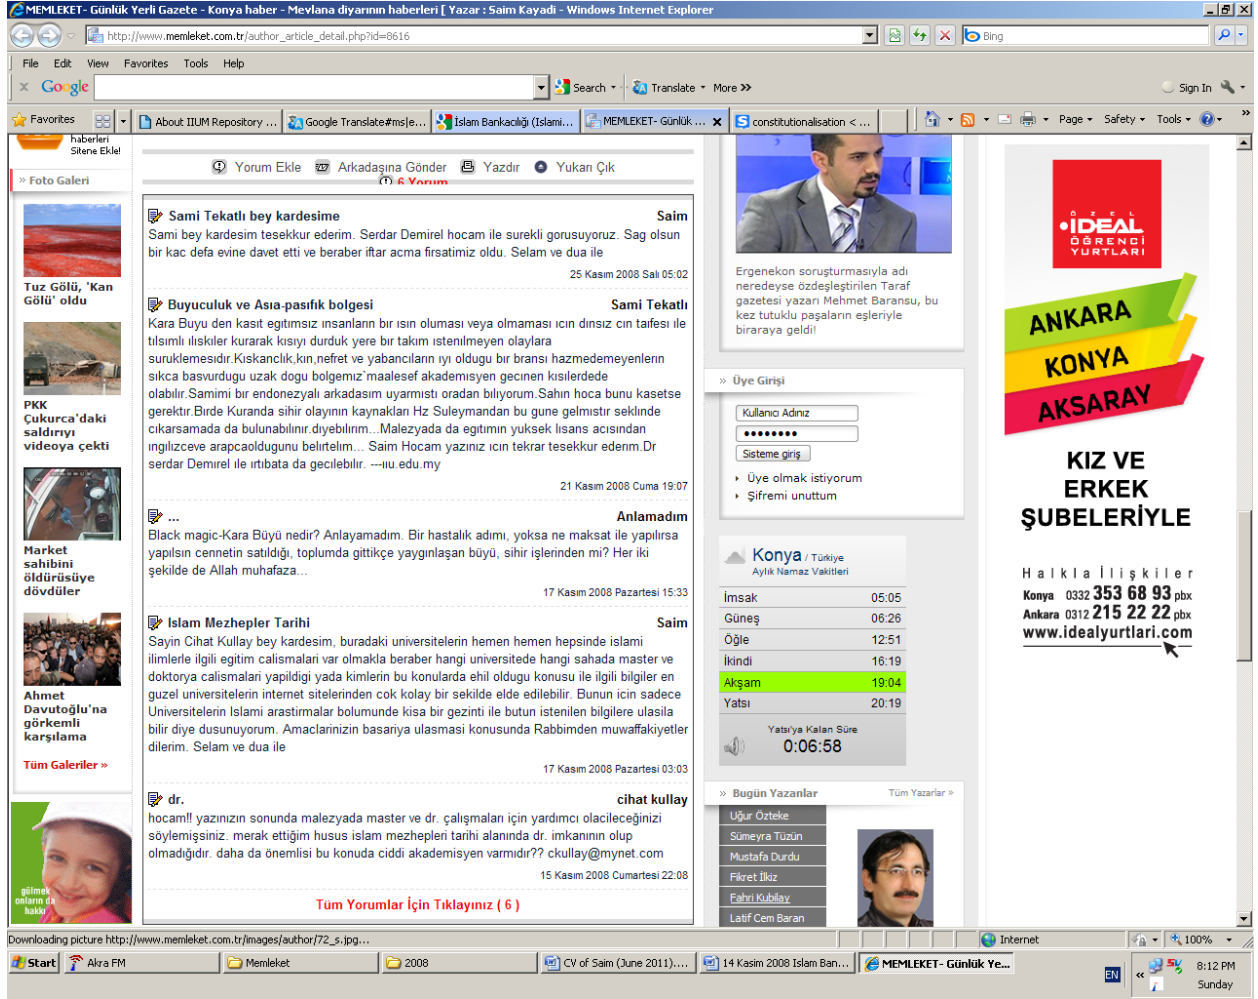 MEMLEKET- Günlük Yerli Gazete - Konya haber - Mevlana diyarının haberleri [ Yazar : Saim Kayadi - Windows Internet Explorer
http://www.memleket.com.tr/author_article_detail.php?id=8616
Bing
File Edit View Favorites Tools Help
Google
Search
Translate
More >>
Sign In
Favorites
About IIUM Repository ...
Google Translate#ms|e...
İslam Bankacılığı (Islami...
MEMLEKET- Günlük ...
constitutionalisation < ...
Page
Safety
Tools
haberleri
Sitene Ekle!
» Foto Galeri
Tuz Gölü, 'Kan
Gölü' oldu
PKK
Çukurca'daki
saldırıyı
videoya çekti
Market
sahibini
öldürüsüye
dövdüler
Ahmet
Davutoğlu'na
görkemli
karşılama
Tüm Galeriler »
gülmek
onların da
hakkı
Yorum Ekle
Arkadaşına Gönder
Yazdır
Yukarı Çık
6 Yorum
Sami Tekatlı bey kardesime Saim
Sami bey kardesim tesekkur ederim. Serdar Demirel hocam ile surekli gorusuyoruz. Sag olsun
bir kac defa evine davet etti ve beraber iftar acma firsatimiz oldu. Selam ve dua ile
25 Kasım 2008 Salı 05:02
Buyuculuk ve Asıa-pasıfık bolgesi Sami Tekatlı
Kara Buyu den kasıt egıtımsız ınsanların bır ısın oluması veya olmaması ıcın dınsız cın taıfesı ıle
tılsımlı ılıskıler kurarak kısıyı durduk yere bır takım ıstenılmeyen olaylara
suruklemesıdır.Kıskanclık,kın,nefret ve yabancıların ıyı oldugu bır bransı hazmedemeyenlerın
sıkca basvurdugu uzak dogu bolgemız`maalesef akademısyen gecınen kısılerdede
olabılır.Samımı bır endonezyalı arkadasım uyarmıstı oradan bılıyorum.Sahın hoca bunu kasetse
gerektır.Bırde Kuranda sıhır olayının kaynakları Hz Suleymandan bu gune gelmıstır seklınde
cıkarsamada da bulunabılınır.dıyebılırım...Malezyada da egıtımın yuksek lısans acısından
ıngılızceve arapcaoldugunu belırtelım... Saim Hocam yazınız ıcın tekrar tesekkur ederım.Dr
serdar Demırel ıle ırtıbata da gecılebılır. ---ııu.edu.my
21 Kasım 2008 Cuma 19:07
... Anlamadım
Black magic-Kara Büyü nedir? Anlayamadım. Bir hastalık adımı, yoksa ne maksat ile yapılırsa
yapılsın cennetin satıldığı, toplumda gittikçe yaygınlaşan büyü, sihir işlerinden mi? Her iki
şekilde de Allah muhafaza...
17 Kasım 2008 Pazartesi 15:33
Islam Mezhepler Tarihi Saim
Sayin Cihat Kullay bey kardesim, buradaki universitelerin hemen hemen hepsinde islami
ilimlerle ilgili egitim calismalari var olmakla beraber hangi universitede hangi sahada master ve
doktorya calismalari yapildigi yada kimlerin bu konularda ehil oldugu konusu ile ilgili bilgiler en
guzel universitelerin internet sitelerinden cok kolay bir sekilde elde edilebilir. Bunun icin sadece
Universitelerin Islami arastirmalar bolumunde kisa bir gezinti ile butun istenilen bilgilere ulasila
bilir diye dusunuyorum. Amaclarinizin basariya ulasmasi konusunda Rabbimden muwaffakiyetler
dilerim. Selam ve dua ile
17 Kasım 2008 Pazartesi 03:03
dr. cihat kullay
hocam!! yazınızın sonunda malezyada master ve dr. çalışmaları için yardımcı olacileceğinizi
söylemişsiniz. merak ettiğim husus islam mezhepleri tarihi alanında dr. imkanının olup
olmadığıdır. daha da önemlisi bu konuda ciddi akademisyen varmıdır?? ckullay@mynet.com
15 Kasım 2008 Cumartesi 22:08
Tüm Yorumlar İçin Tıklayınız ( 6 )
Ergenekon soruşturmasıyla adı
neredeyse özdeşleştirilen Taraf
gazetesi yazarı Mehmet Baransu, bu
kez tutuklu paşaların eşleriyle
biraraya geldi!
» Üye Girişi
Kullanıcı Adınız
Sisteme giriş
Üye olmak istiyorum
Şifremi unuttum
Konya / Türkiye
Aylık Namaz Vakitleri
İmsak 05:05
Güneş 06:26
Öğle 12:51
İkindi 16:19
Akşam 19:04
Yatsı 20:19
Yatsı'ya Kalan Süre
0:06:58
» Bugün Yazanlar Tüm Yazarlar »
Uğur Özteke
Sümeyra Tüzün
Mustafa Durdu
Fikret İlkiz
Fahri Kubilay
Latif Cem Baran
ÖZEL
İDEAL
ÖĞRENCİ
YURTLARI
ANKARA
KONYA
AKSARAY
KIZ VE
ERKEK
ŞUBELERİYLE
Halkla İlişkiler
Konya 0332 353 68 93 pbx
Ankara 0312 215 22 22 pbx
www.idealyurtlari.com
Downloading picture http://www.memleket.com.tr/images/author/72_s.jpg...
Internet
100%
Start
Akra FM
Memleket
2008
CV of Saim (June 2011)....
14 Kasim 2008 Islam Ban...
MEMLEKET- Günlük Ye...
EN
8:12 PM
Sunday